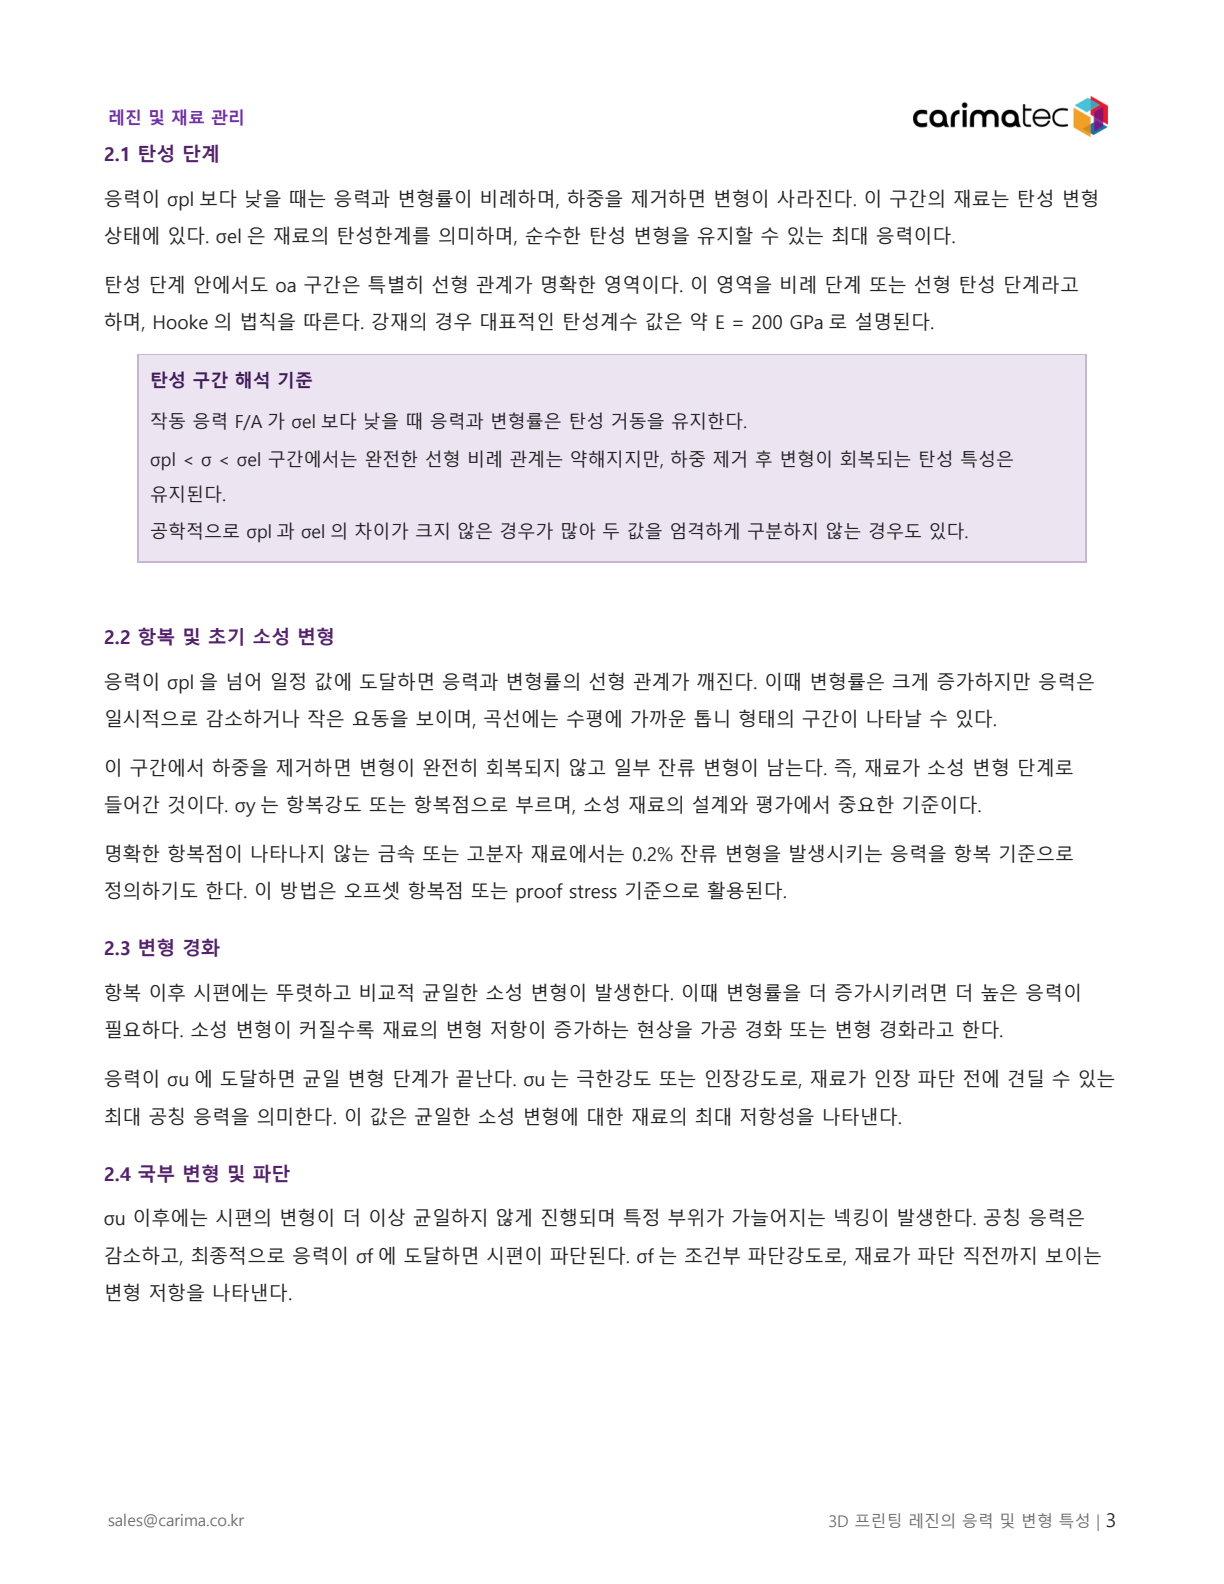 레진 및 재료 관리
carimatec
2.1 탄성 단계
응력이 σpl 보다 낮을 때는 응력과 변형률이 비례하며, 하중을 제거하면 변형이 사라진다. 이 구간의 재료는 탄성 변형
상태에 있다. σel 은 재료의 탄성한계를 의미하며, 순수한 탄성 변형을 유지할 수 있는 최대 응력이다.
탄성 단계 안에서도 oa 구간은 특별히 선형 관계가 명확한 영역이다. 이 영역을 비례 단계 또는 선형 탄성 단계라고
하며, Hooke 의 법칙을 따른다. 강재의 경우 대표적인 탄성계수 값은 약 E = 200 GPa 로 설명된다.
탄성 구간 해석 기준
작동 응력 F/A 가 σel 보다 낮을 때 응력과 변형률은 탄성 거동을 유지한다.
σpl < σ < σel 구간에서는 완전한 선형 비례 관계는 약해지지만, 하중 제거 후 변형이 회복되는 탄성 특성은
유지된다.
공학적으로 σpl 과 σel 의 차이가 크지 않은 경우가 많아 두 값을 엄격하게 구분하지 않는 경우도 있다.
2.2 항복 및 초기 소성 변형
응력이 σpl 을 넘어 일정 값에 도달하면 응력과 변형률의 선형 관계가 깨진다. 이때 변형률은 크게 증가하지만 응력은
일시적으로 감소하거나 작은 요동을 보이며, 곡선에는 수평에 가까운 톱니 형태의 구간이 나타날 수 있다.
이 구간에서 하중을 제거하면 변형이 완전히 회복되지 않고 일부 잔류 변형이 남는다. 즉, 재료가 소성 변형 단계로
들어간 것이다. σy 는 항복강도 또는 항복점으로 부르며, 소성 재료의 설계와 평가에서 중요한 기준이다.
명확한 항복점이 나타나지 않는 금속 또는 고분자 재료에서는 0.2% 잔류 변형을 발생시키는 응력을 항복 기준으로
정의하기도 한다. 이 방법은 오프셋 항복점 또는 proof stress 기준으로 활용된다.
2.3 변형 경화
항복 이후 시편에는 뚜렷하고 비교적 균일한 소성 변형이 발생한다. 이때 변형률을 더 증가시키려면 더 높은 응력이
필요하다. 소성 변형이 커질수록 재료의 변형 저항이 증가하는 현상을 가공 경화 또는 변형 경화라고 한다.
응력이 σu 에 도달하면 균일 변형 단계가 끝난다. σu 는 극한강도 또는 인장강도로, 재료가 인장 파단 전에 견딜 수 있는
최대 공칭 응력을 의미한다. 이 값은 균일한 소성 변형에 대한 재료의 최대 저항성을 나타낸다.
2.4 국부 변형 및 파단
σu 이후에는 시편의 변형이 더 이상 균일하지 않게 진행되며 특정 부위가 가늘어지는 넥킹이 발생한다. 공칭 응력은
감소하고, 최종적으로 응력이 σf 에 도달하면 시편이 파단된다. σf 는 조건부 파단강도로, 재료가 파단 직전까지 보이는
변형 저항을 나타낸다.
sales@carima.co.kr
3D 프린팅 레진의 응력 및 변형 특성 | 3